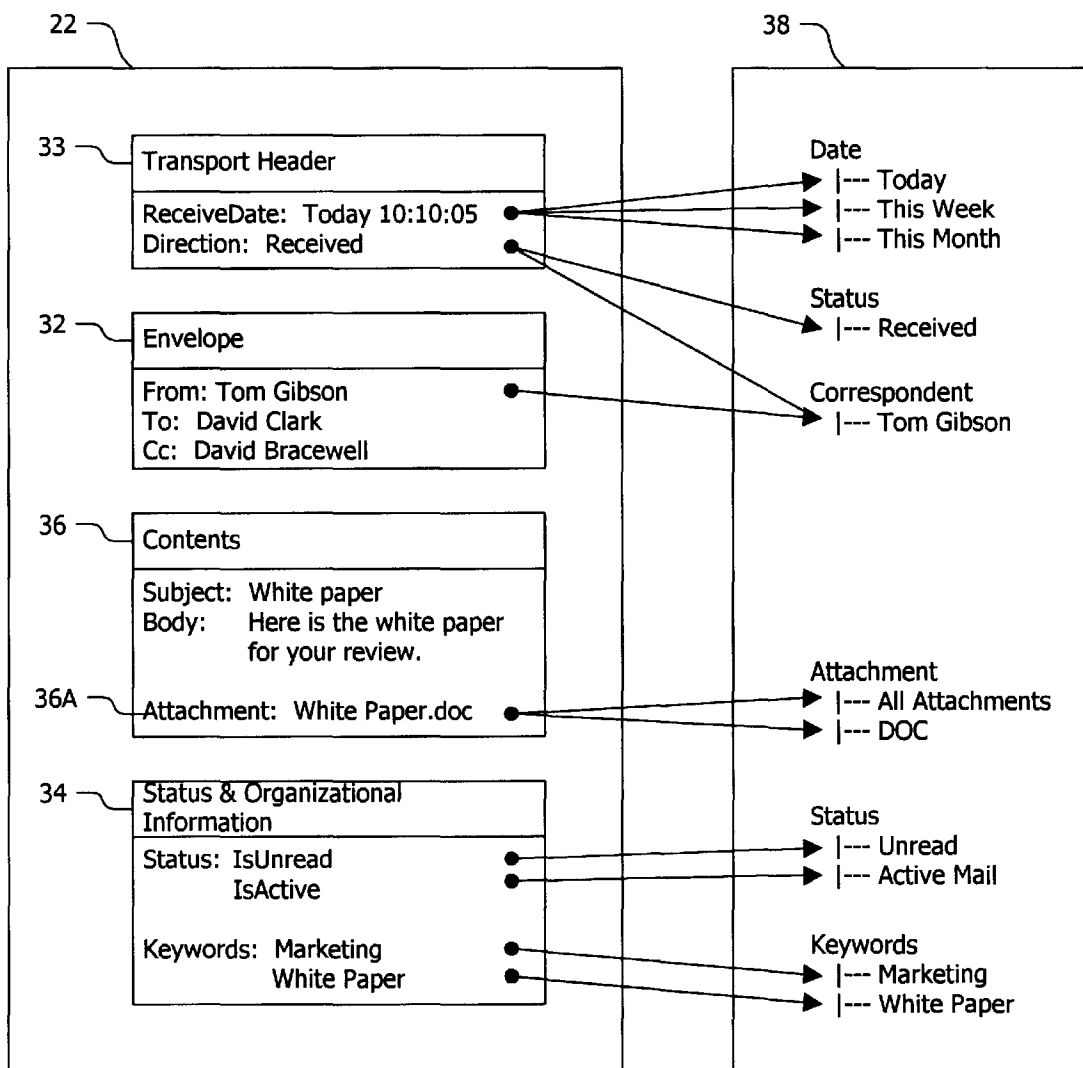 22
38
33
Transport Header
ReceiveDate: Today 10:10:05
Direction: Received
32
Envelope
From: Tom Gibson
To: David Clark
Cc: David Bracewell
36
Contents
Subject: White paper
Body: Here is the white paper
for your review.
36A
Attachment: White Paper.doc
34
Status & Organizational
Information
Status: IsUnread
IsActive
Keywords: Marketing
White Paper
Date
|--- Today
|--- This Week
|--- This Month
Status
|--- Received
Correspondent
|--- Tom Gibson
Attachment
|--- All Attachments
|--- DOC
Status
|--- Unread
|--- Active Mail
Keywords
|--- Marketing
|--- White Paper